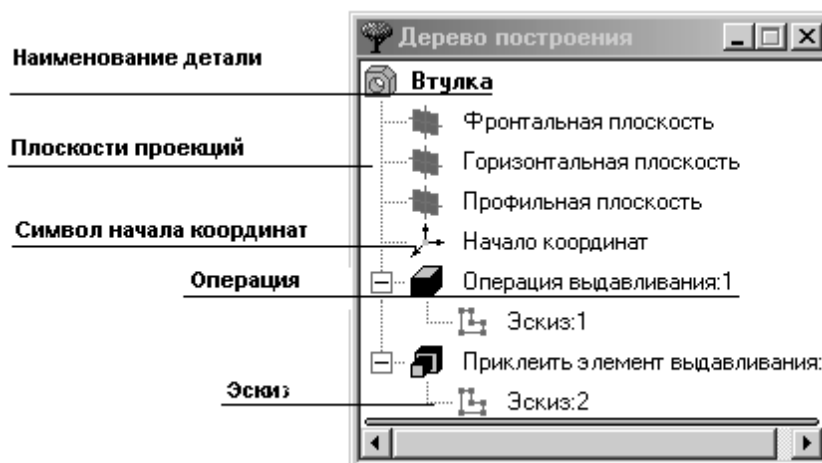 Дерево построения
Наименование детали
Втулка
Фронтальная плоскость
Плоскости проекций
Горизонтальная плоскость
Профильная плоскость
Символ начала координат
Начало координат
Операция
Операция выдавливания:1
Эскиз:1
Приклеить элемент выдавливания:
Эскиз
Эскиз:2